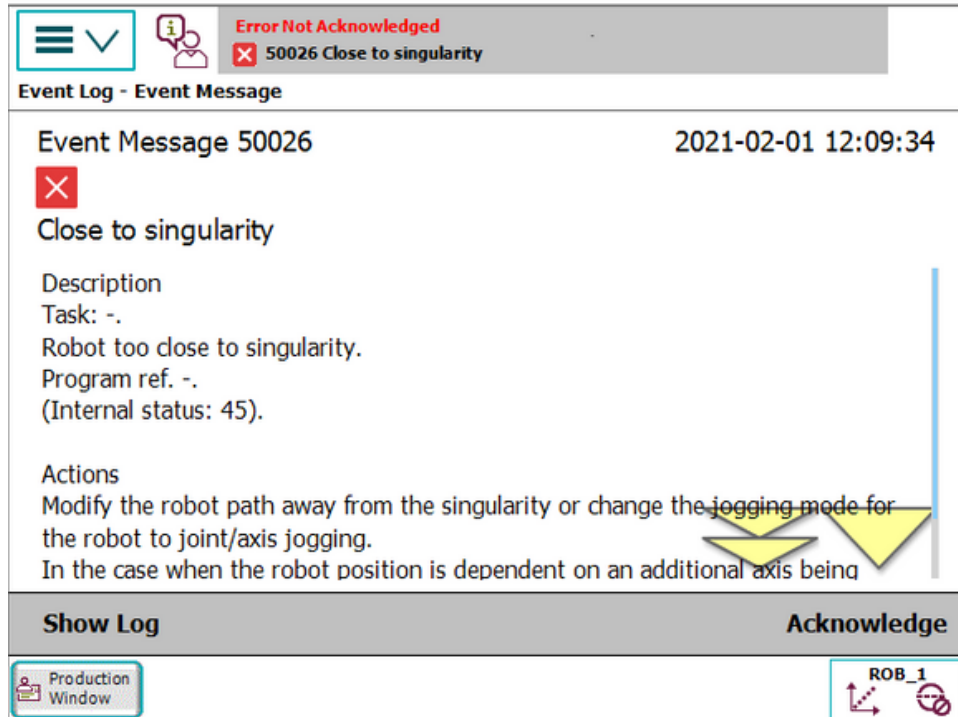 Error Not Acknowledged
50026 Close to singularity
Event Log - Event Message
Event Message 50026
2021-02-01 12:09:34
Close to singularity
Description
Task: -.
Robot too close to singularity.
Program ref. -.
(Internal status: 45).
Actions
Modify the robot path away from the singularity or change the jogging mode for
the robot to joint/axis jogging.
In the case when the robot position is dependent on an additional axis being
Show Log
Acknowledge
Production
Window
ROB_1